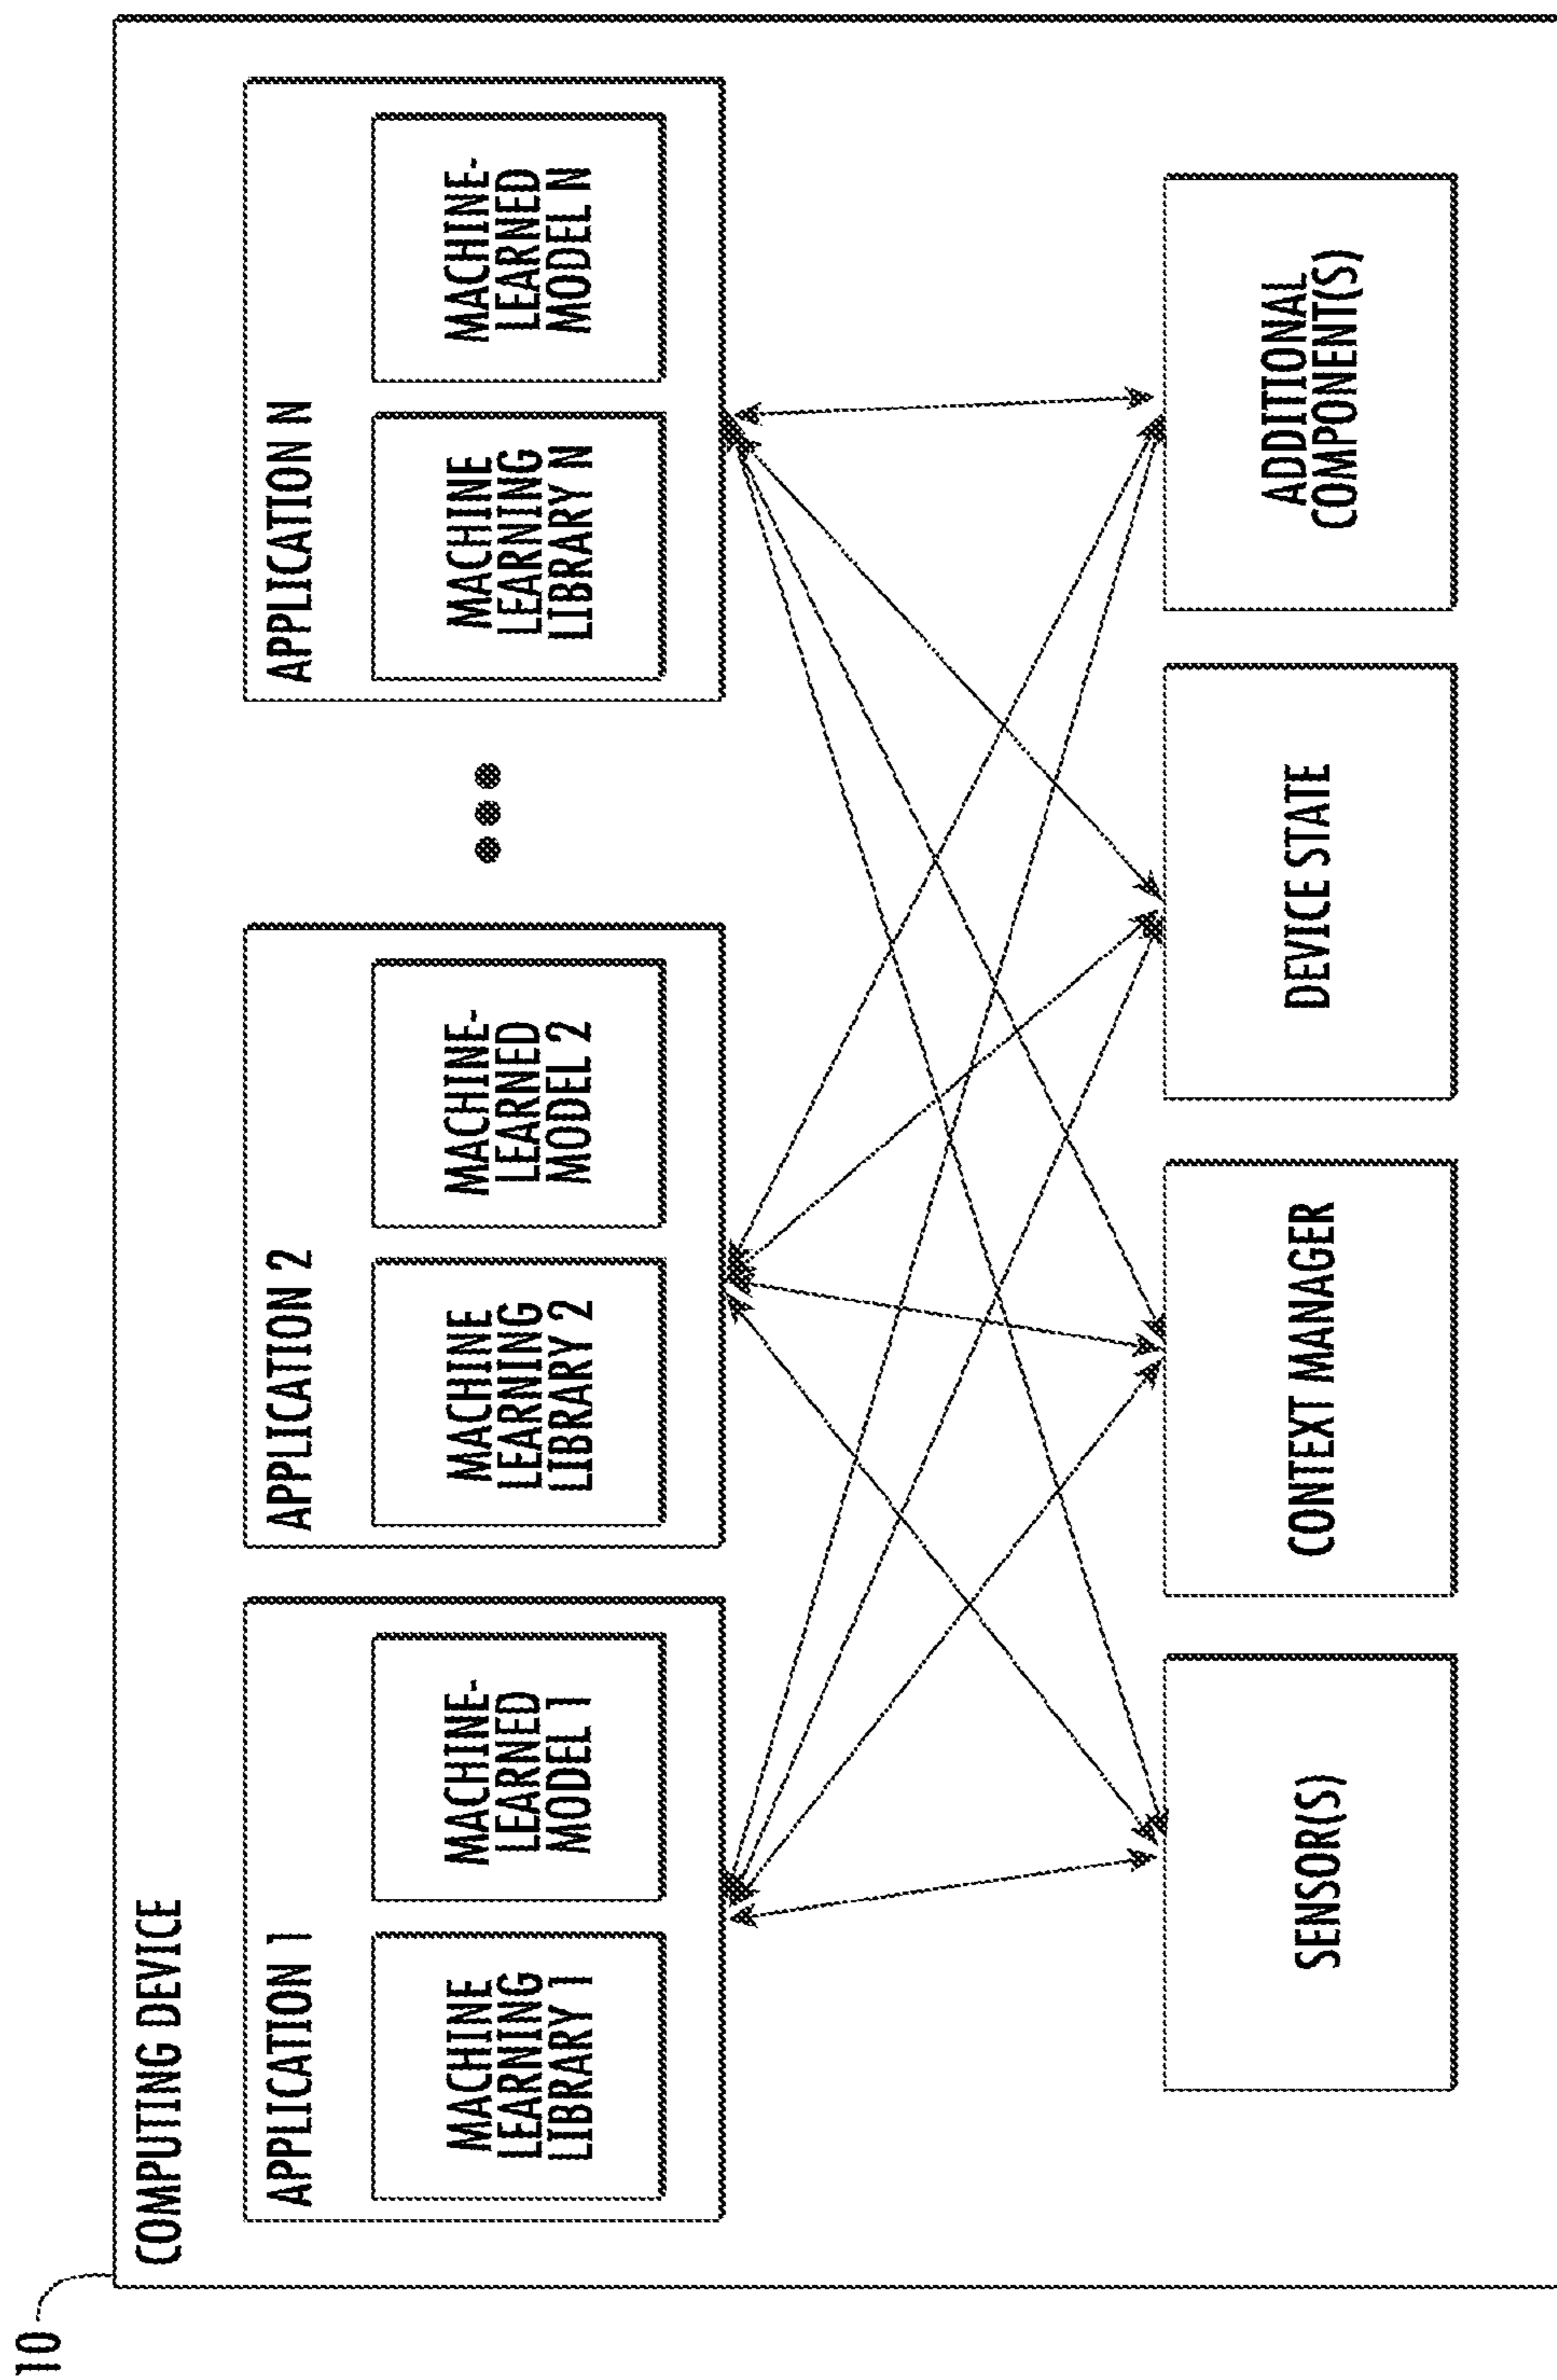 10
COMPUTING DEVICE
APPLICATION 1
MACHINE
LEARNING
LIBRARY 1
MACHINE-
LEARNED
MODEL 1
APPLICATION 2
MACHINE
LEARNING
LIBRARY 2
MACHINE-
LEARNED
MODEL 2
APPLICATION N
MACHINE
LEARNING
LIBRARY N
MACHINE-
LEARNED
MODEL N
SENSOR(S)
CONTEXT MANAGER
DEVICE STATE
ADDITIONAL
COMPONENT(S)